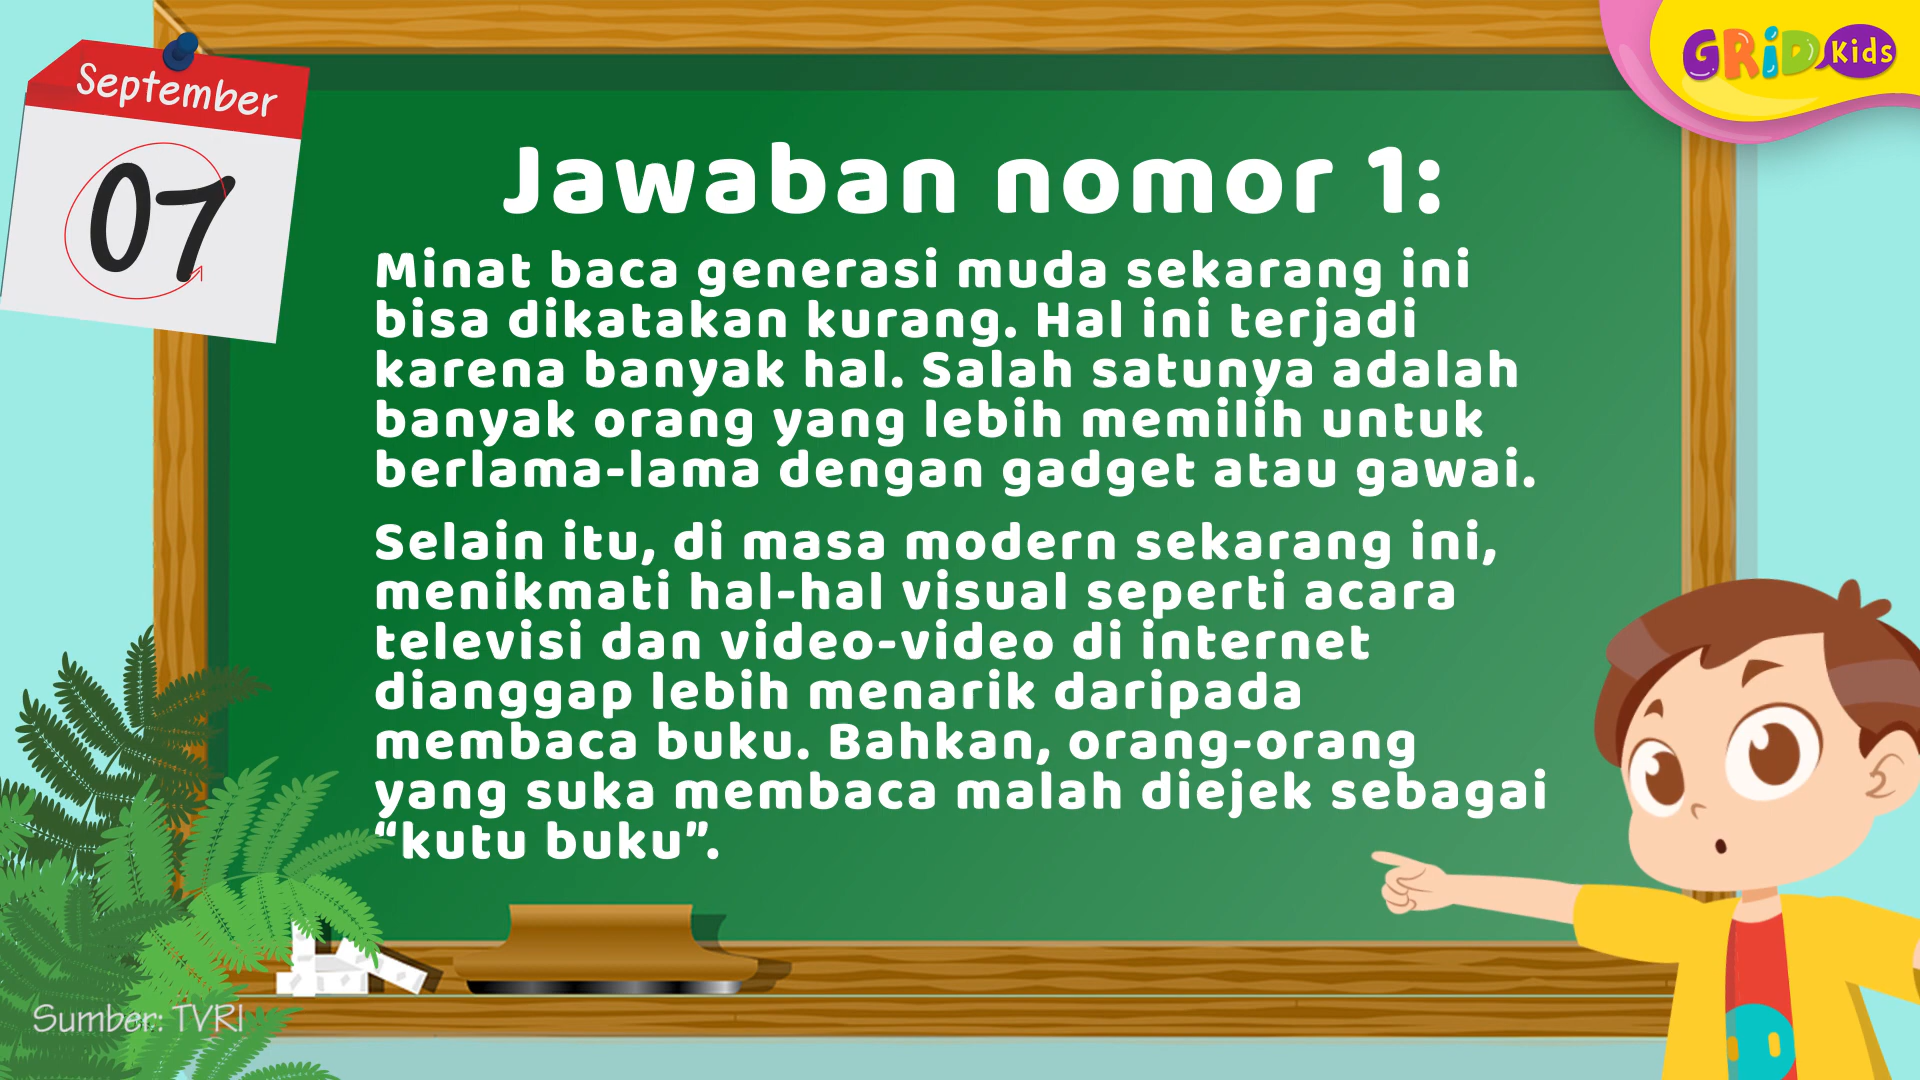 September
07
GRiD Kids
Jawaban nomor 1:
Minat baca generasi muda sekarang ini
bisa dikatakan kurang. Hal ini terjadi
karena banyak hal. Salah satunya adalah
banyak orang yang lebih memilih untuk
berlama-lama dengan gadget atau gawai.
Selain itu, di masa modern sekarang ini,
menikmati hal-hal visual seperti acara
televisi dan video-video di internet
dianggap lebih menarik daripada
membaca buku. Bahkan, orang-orang
yang suka membaca malah diejek sebagai
“kutu buku”.
Sumber: TVRI